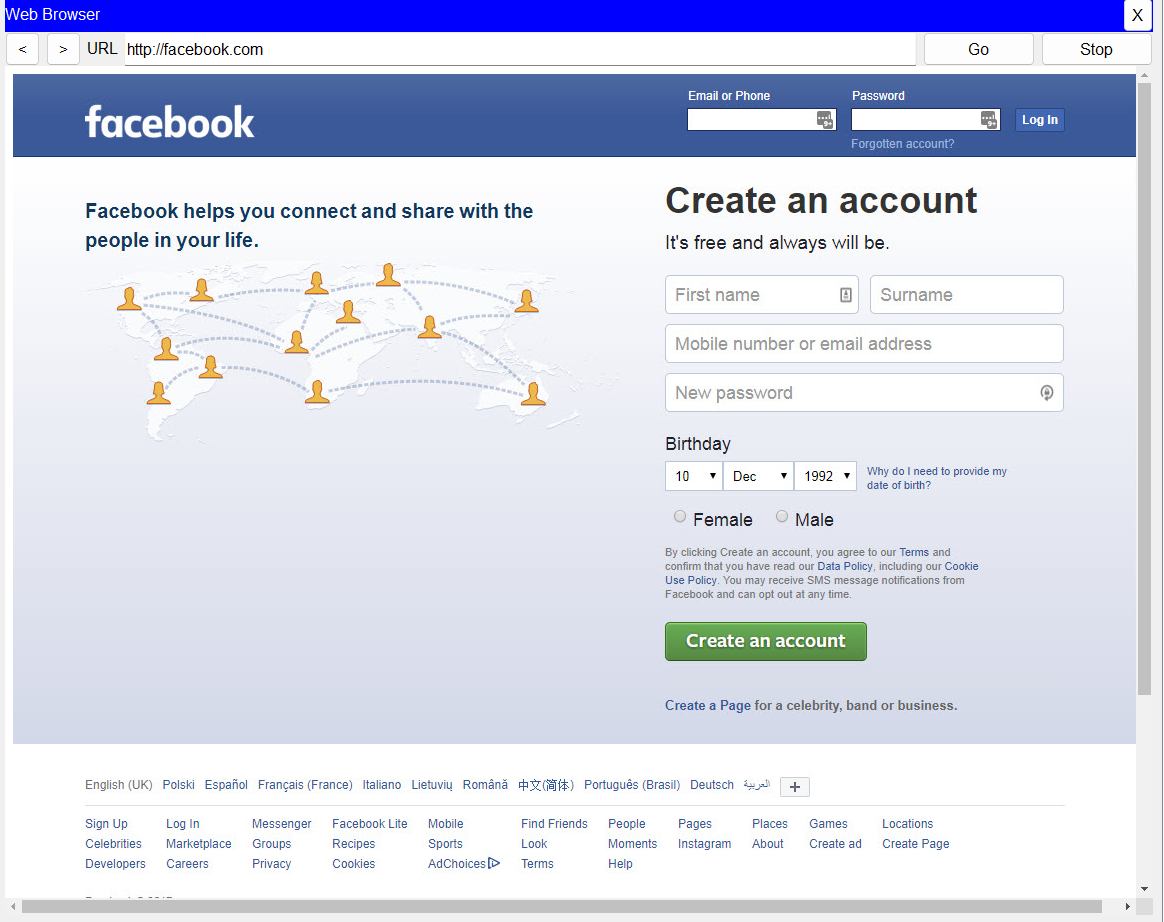 Web Browser X
< > URL http://facebook.com Go Stop
Email or Phone Password
facebook
Log In
Forgotten account?
Facebook helps you connect and share with the
people in your life.
Create an account
It's free and always will be.
First name Surname
Mobile number or email address
New password
Birthday
10 Dec 1992
Why do I need to provide my
date of birth?
Female Male
By clicking Create an account, you agree to our Terms and
confirm that you have read our Data Policy, including our Cookie
Use Policy. You may receive SMS message notifications from
Facebook and can opt out at any time.
Create an account
Create a Page for a celebrity, band or business.
English (UK) Polski Español Français (France) Italiano Lietuvių Română 中文(简体) Português (Brasil) Deutsch العربية +
Sign Up Log In Messenger Facebook Lite Mobile Find Friends People Pages Places Games Locations
Celebrities Marketplace Groups Recipes Sports Look Moments Instagram About Create ad Create Page
Developers Careers Privacy Cookies AdChoices Terms Help